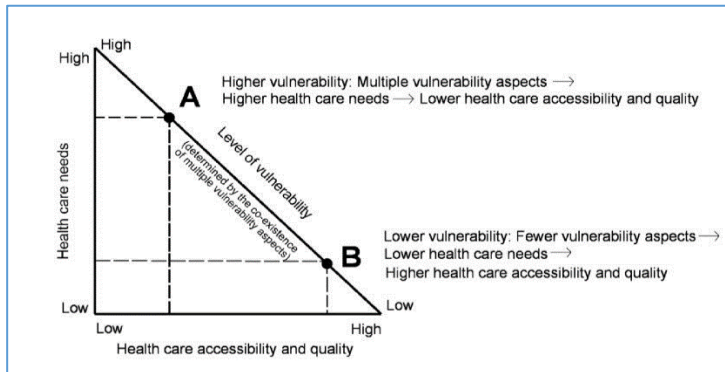 High
High
A
Higher vulnerability: Multiple vulnerability aspects →
Higher health care needs → Lower health care accessibility and quality
Level of vulnerability
(determined by the co-existence
of multiple vulnerability aspects)
Health care needs
B
Lower vulnerability: Fewer vulnerability aspects →
Lower health care needs →
Higher health care accessibility and quality
Low
Low
Low
High
Health care accessibility and quality